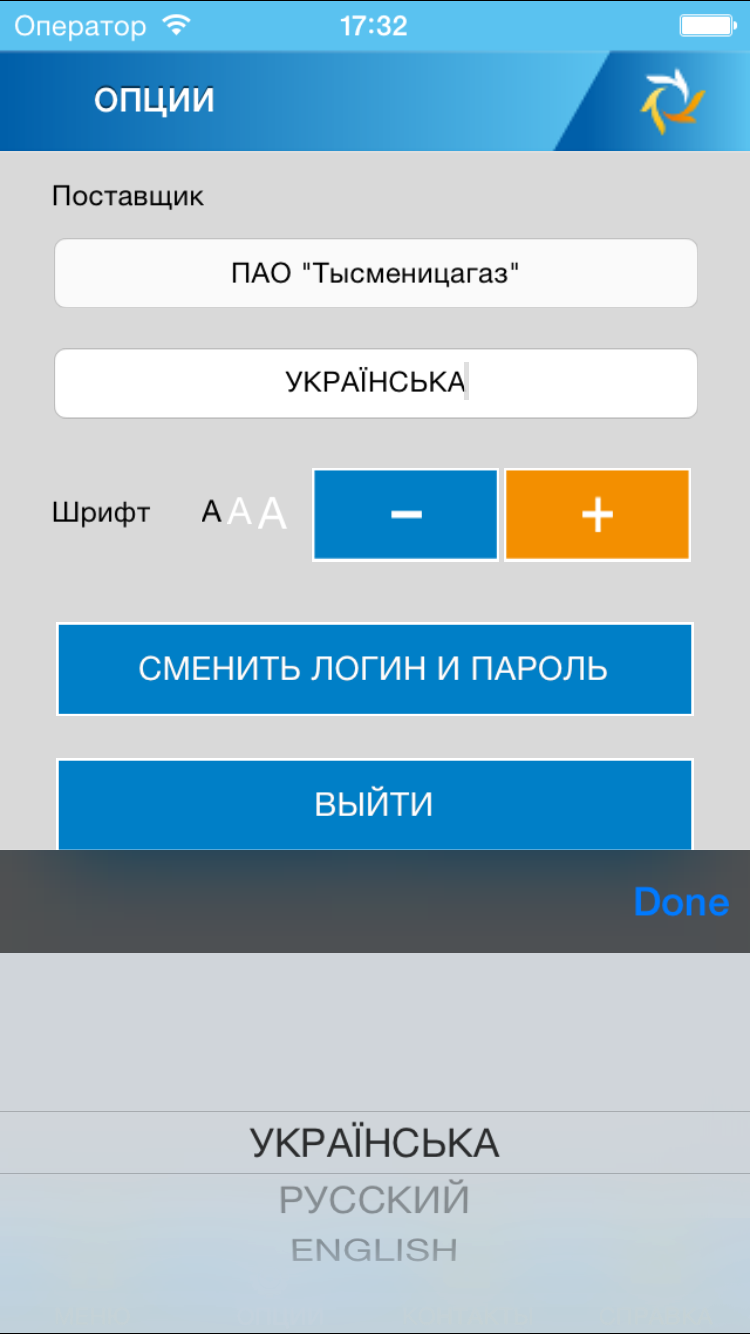 Оператор 17:32
ОПЦИИ
Поставщик
ПАО "Тысменицагаз"
УКРАЇНСЬКА
Шрифт А А А − +
СМЕНИТЬ ЛОГИН И ПАРОЛЬ
ВЫЙТИ
Done
УКРАЇНСЬКА
РУССКИЙ
ENGLISH